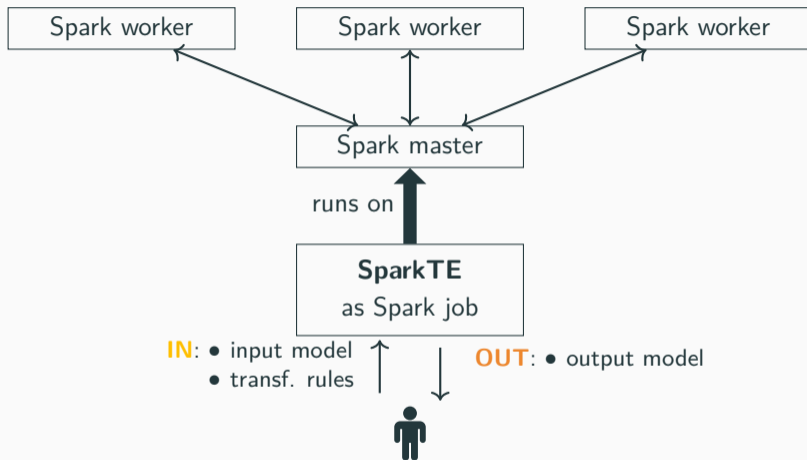 Spark worker
Spark worker
Spark worker
Spark master
runs on
SparkTE
as Spark job
IN: • input model
• transf. rules
OUT: • output model